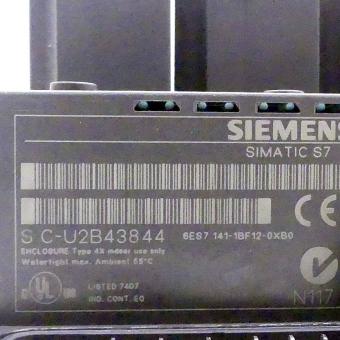 SIEMENS
SIMATIC S7
S C-U2B43844 6ES7 141-1BF12-0XB0
ENCLOSURE Type 4X indoor use only
Watertight max. Ambient 55°C
UL LISTED 7407
IND. CONT. EQ
N117